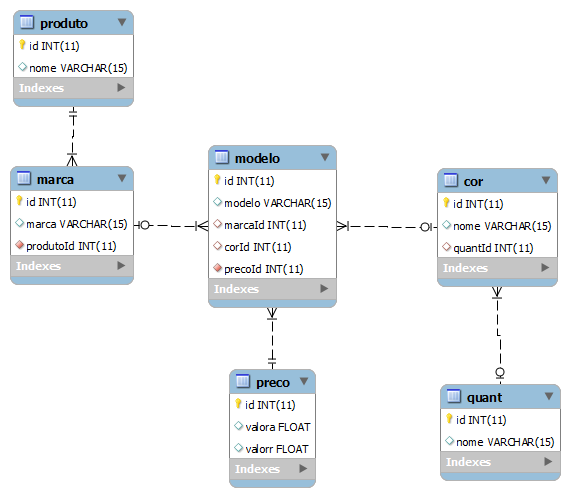 produto
id INT(11)
nome VARCHAR(15)
Indexes
marca
id INT(11)
marca VARCHAR(15)
produtoId INT(11)
Indexes
modelo
id INT(11)
modelo VARCHAR(15)
marcaId INT(11)
corId INT(11)
precoId INT(11)
Indexes
cor
id INT(11)
nome VARCHAR(15)
quantId INT(11)
Indexes
preco
id INT(11)
valora FLOAT
valorr FLOAT
Indexes
quant
id INT(11)
nome VARCHAR(15)
Indexes